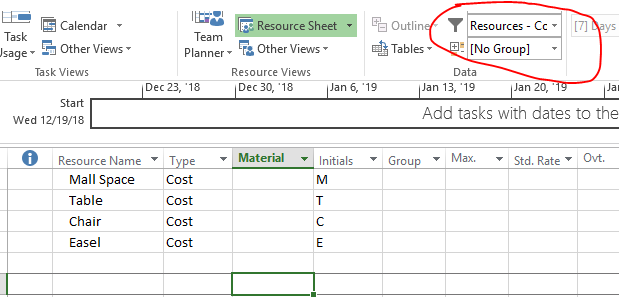 Task Usage
Calendar
Other Views
Task Views
Team Planner
Resource Sheet
Other Views
Resource Views
Outline
Tables
Resources - Co
[No Group]
Data
[7] Days
Dec 23, '18 Dec 30, '18 Jan 6, '19 Jan 13, '19 Jan 20, '19
Start
Wed 12/19/18
Add tasks with dates to the
Resource Name Type Material Initials Group Max. Std. Rate Ovt.
Mall Space Cost M
Table Cost T
Chair Cost C
Easel Cost E